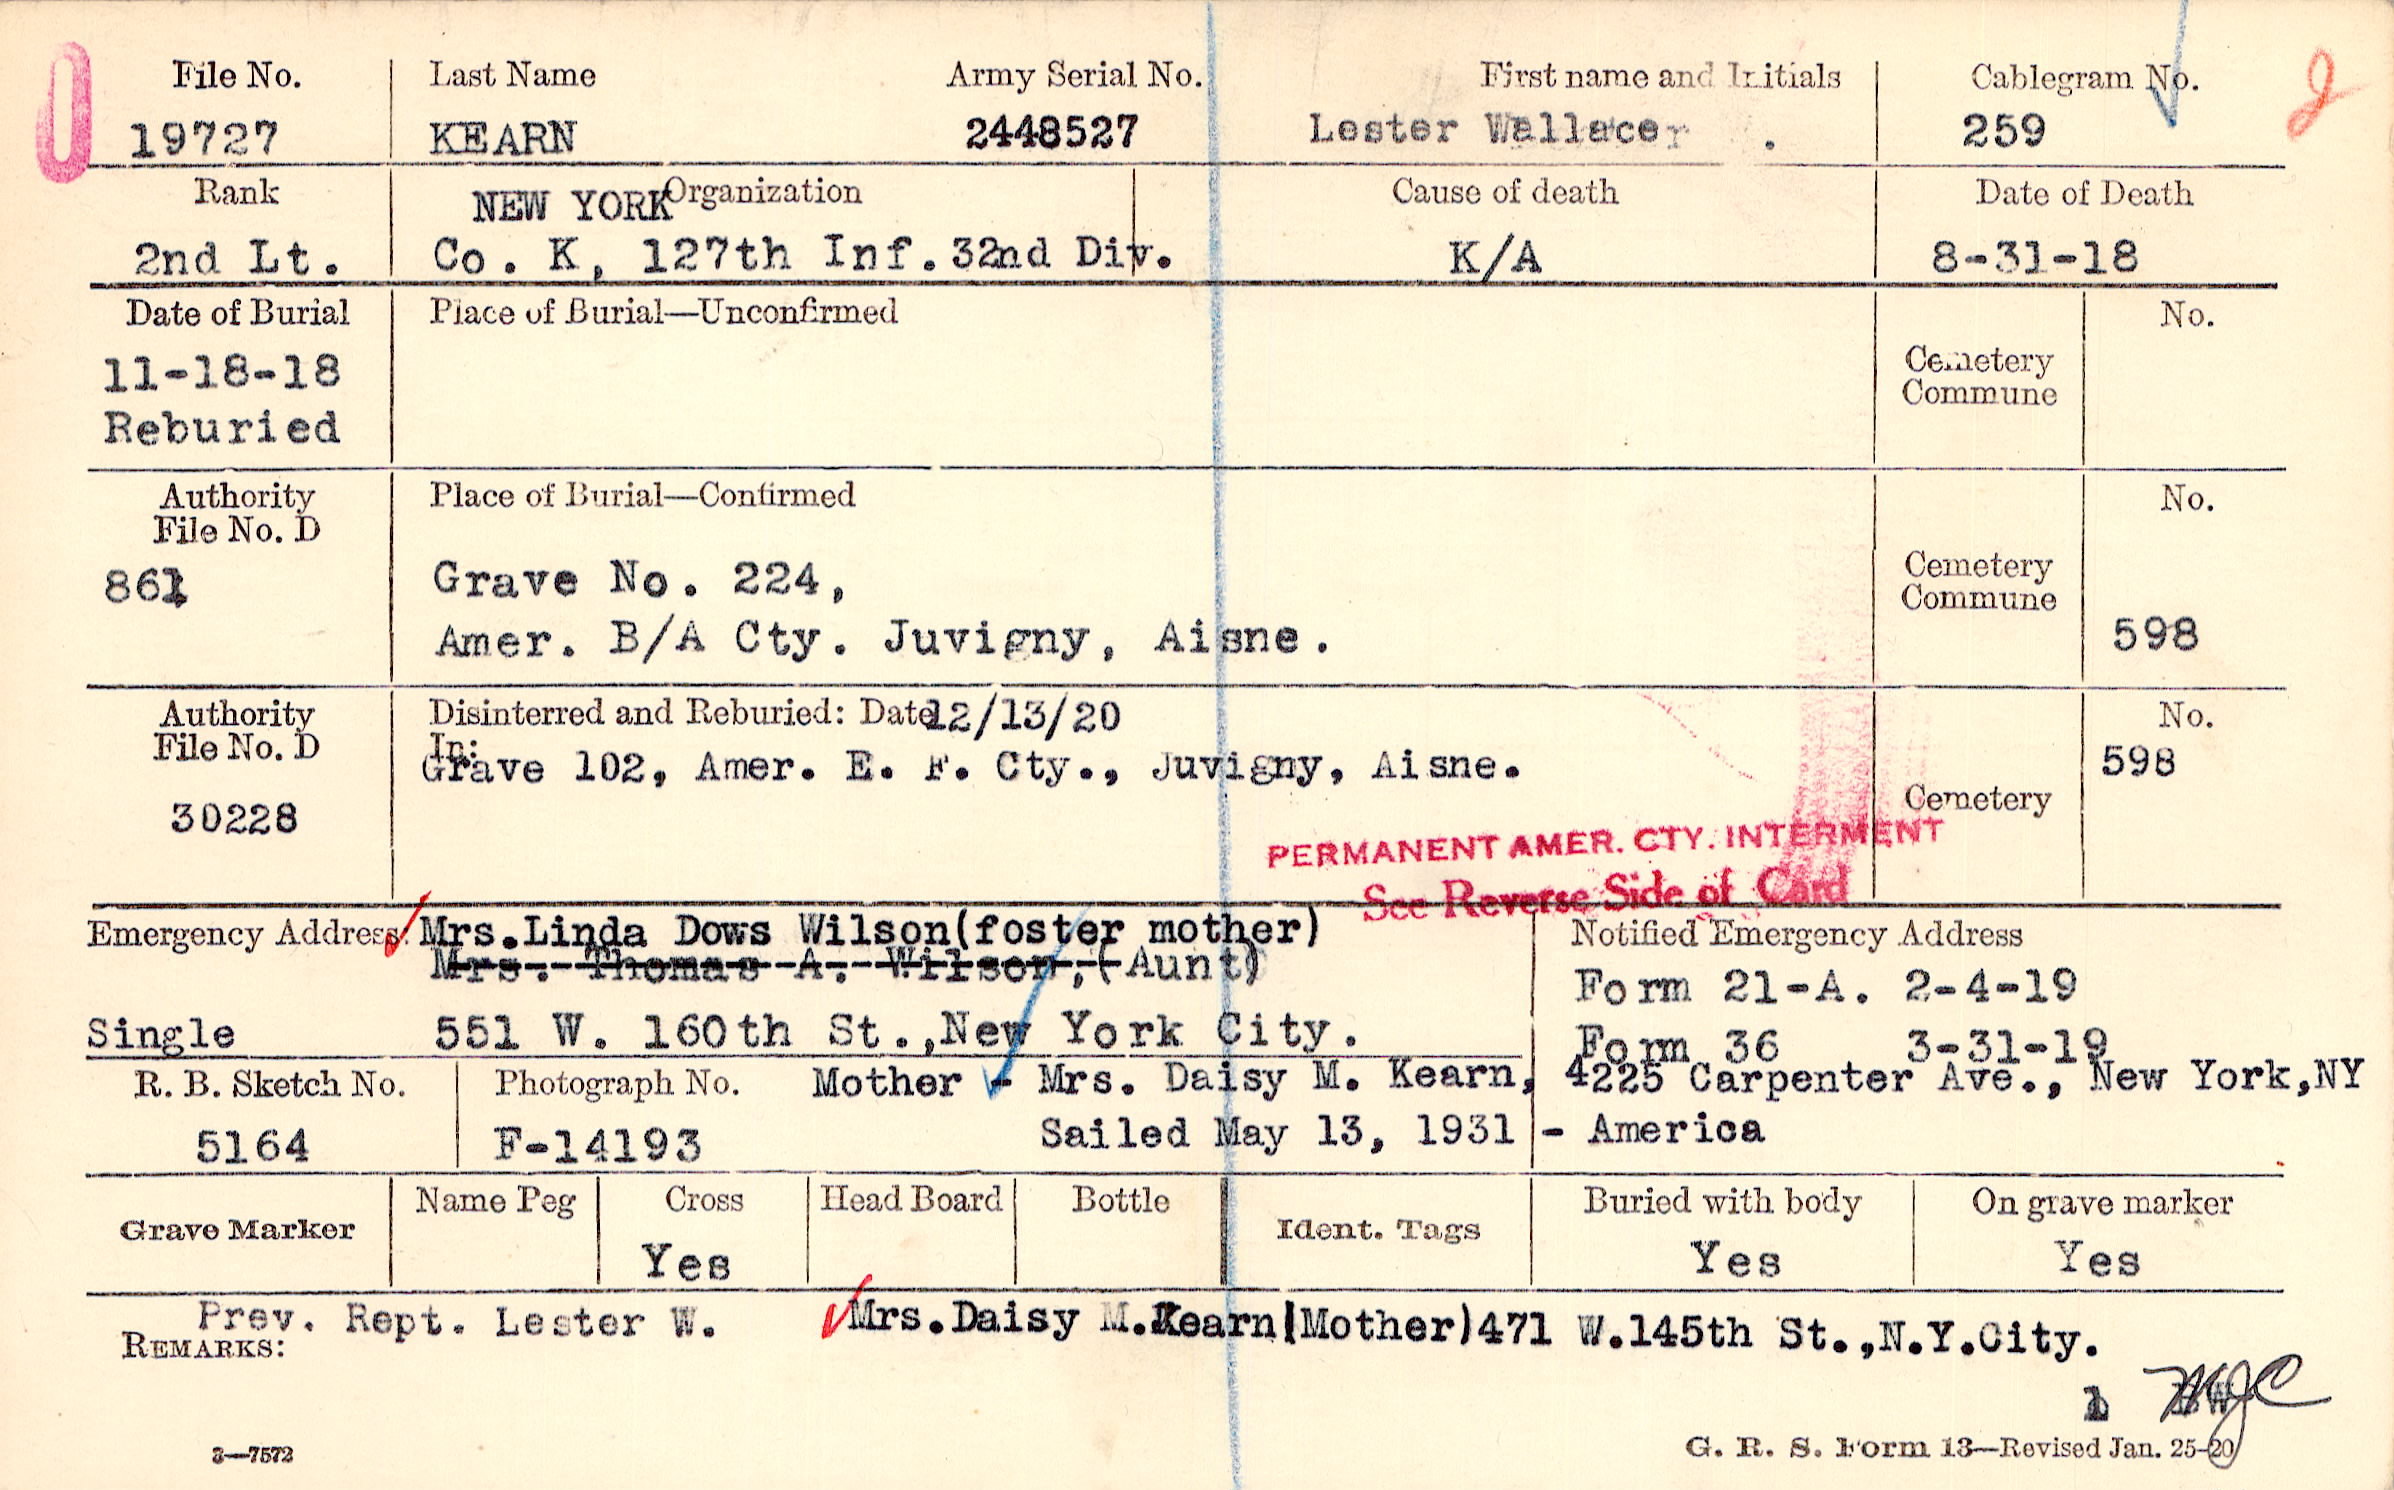 File No. Last Name Army Serial No. First name and Initials Cablegram No.
19727 KEARN 2448527 Lester Wallace 259
Rank Organization Cause of death Date of Death
NEW YORK
2nd Lt. Co. K, 127th Inf. 32nd Div. K/A 8-31-18
Date of Burial Place of Burial—Unconfirmed No.
11-18-18 Cemetery
Commune
Reburied
Authority Place of Burial—Confirmed No.
File No. D
861 Grave No. 224, Cemetery
Commune
Amer. B/A Cty. Juvigny, Aisne. 598
Authority Disinterred and Reburied: Date 12/13/20 No.
File No. D In:
Grave 102, Amer. E. F. Cty., Juvigny, Aisne. 598
30228 Cemetery
PERMANENT AMER. CTY. INTERMENT
See Reverse Side of Card
Emergency Address: Mrs.Linda Dows Wilson(foster mother) Notified Emergency Address
Mrs. Thomas A. Wilson, (Aunt)
Form 21-A. 2-4-19
Single 551 W. 160th St.,New York City. Form 36 3-31-19
R. B. Sketch No. Photograph No. Mother - Mrs. Daisy M. Kearn, 4225 Carpenter Ave., New York,NY
5164 F-14193 Sailed May 13, 1931 - America
Grave Marker Name Peg Cross Head Board Bottle Ident. Tags Buried with body On grave marker
Yes Yes Yes
Prev. Rept. Lester W. Mrs.Daisy M.Kearn(Mother)471 W.145th St.,N.Y.City.
REMARKS:
3—7572 G. R. S. Form 13—Revised Jan. 25-20